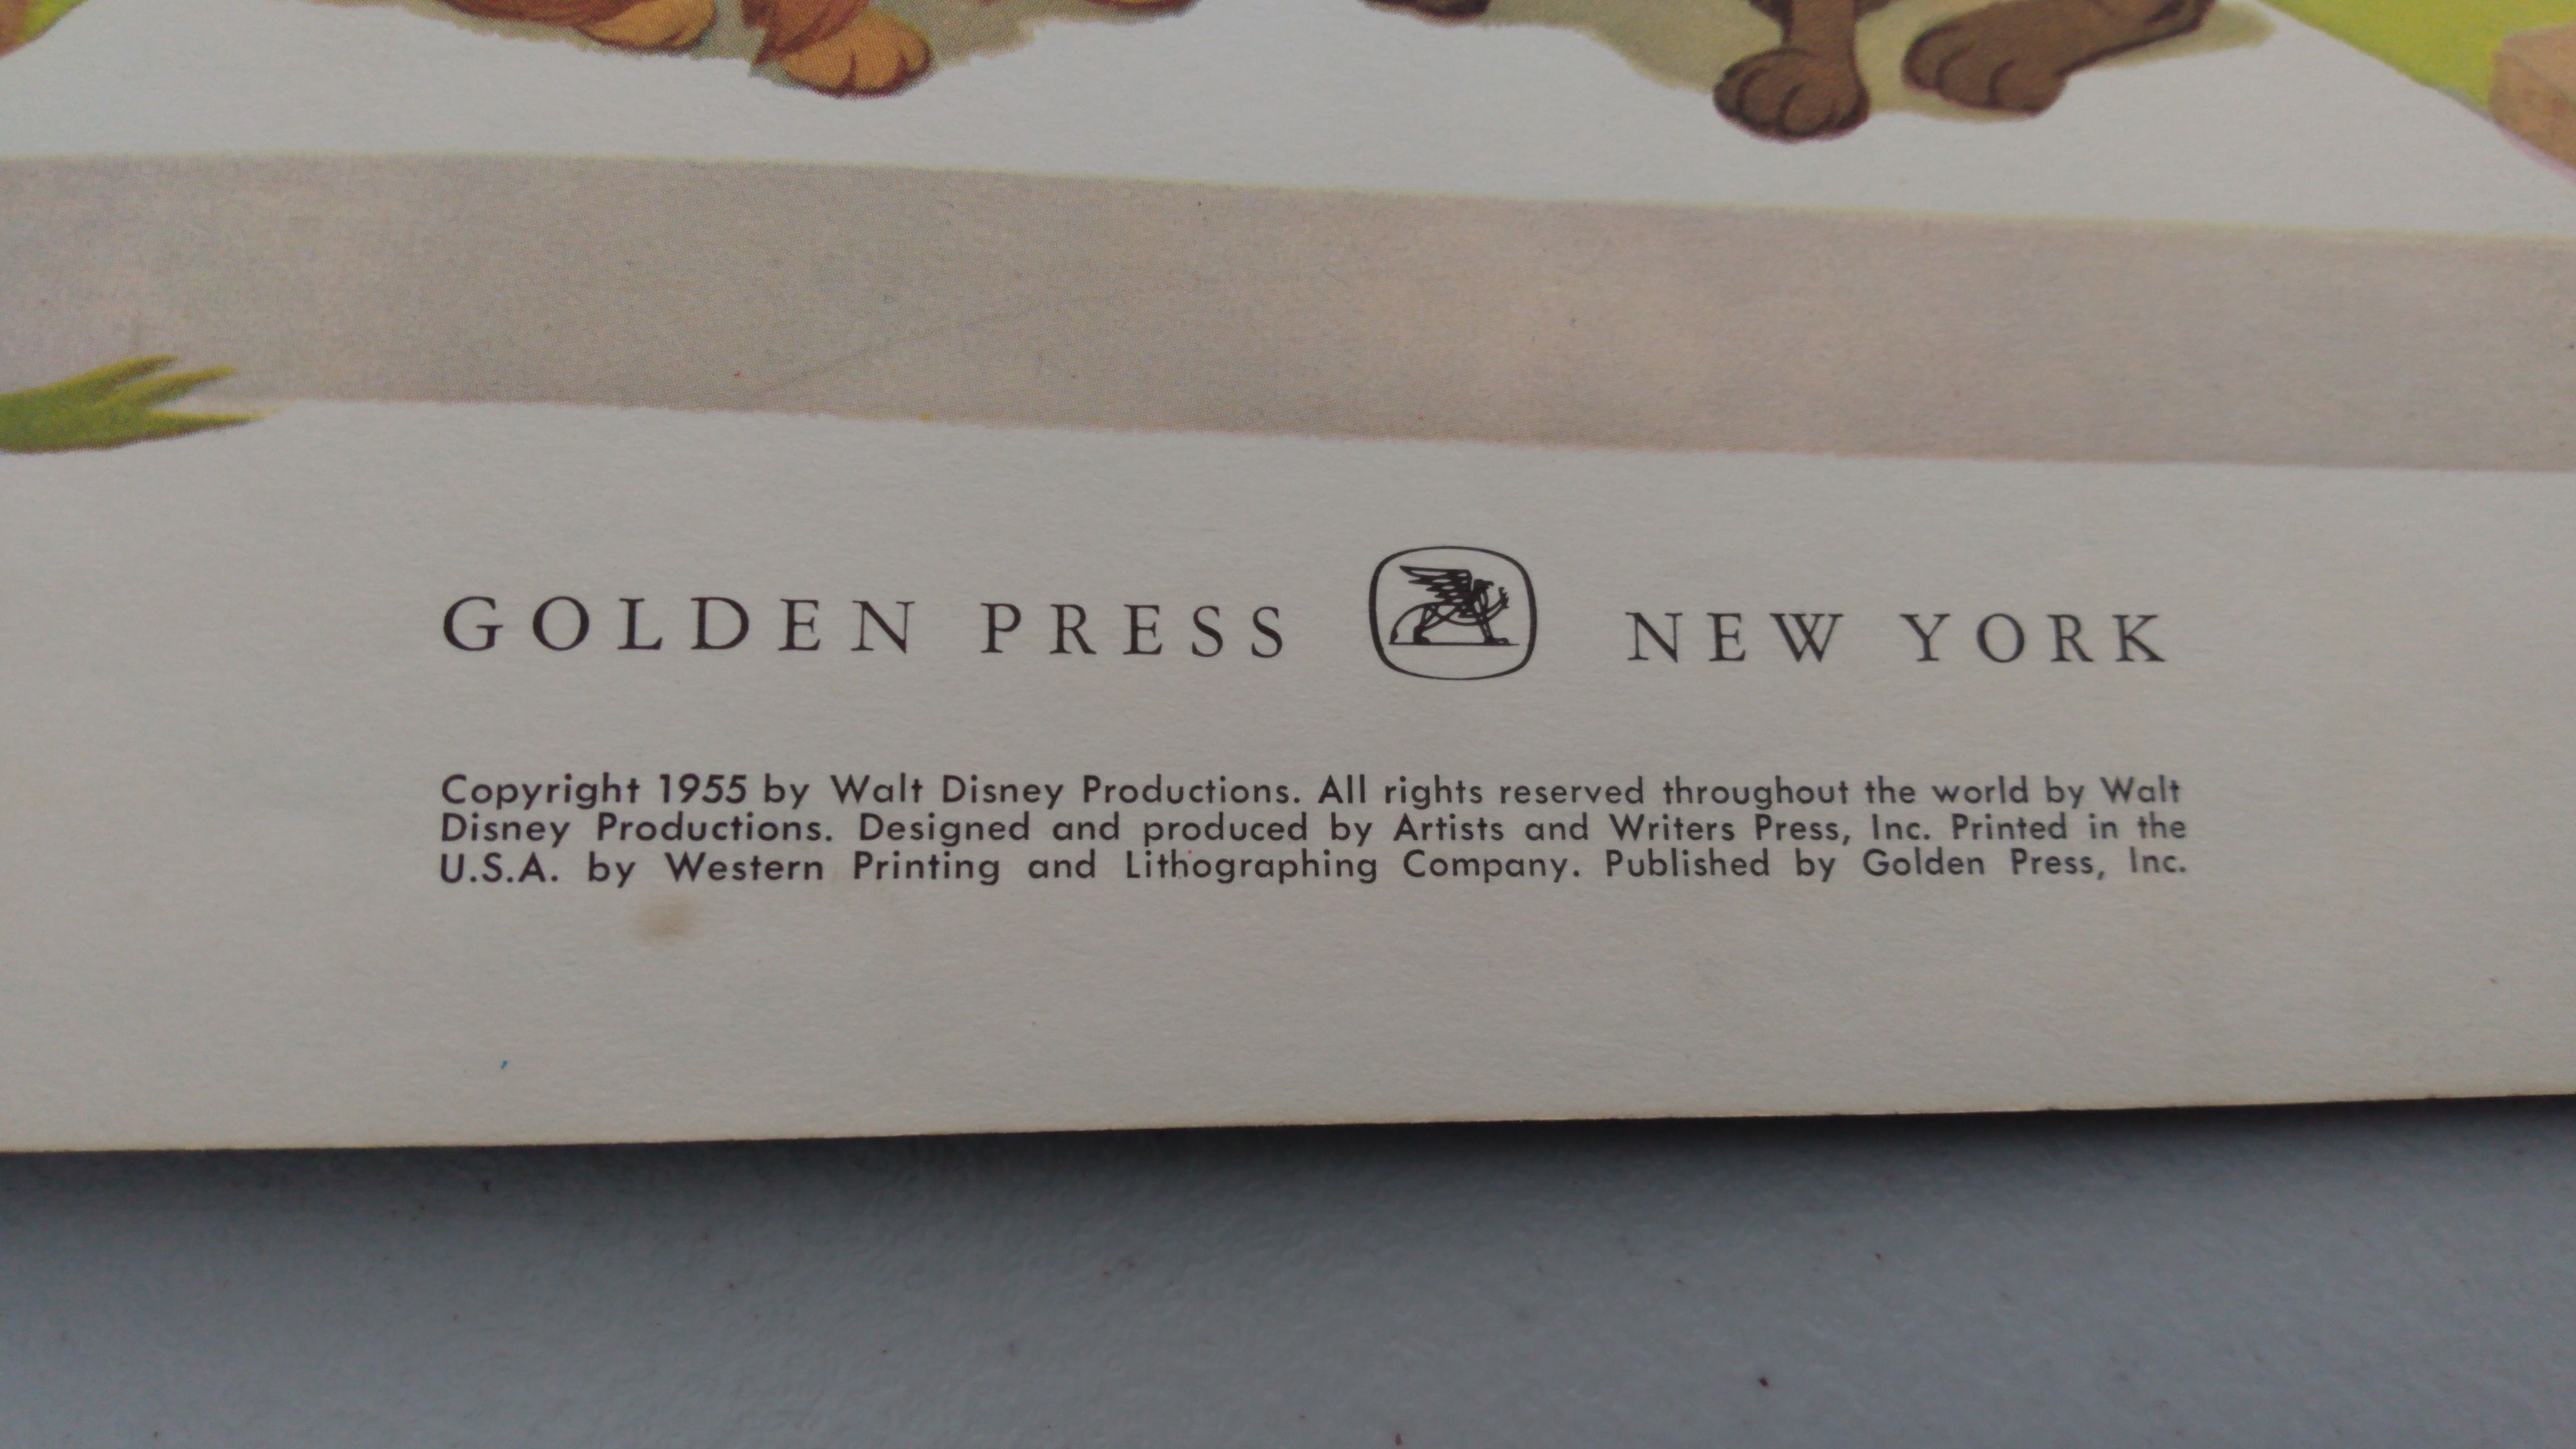 GOLDEN PRESS NEW YORK
Copyright 1955 by Walt Disney Productions. All rights reserved throughout the world by Walt
Disney Productions. Designed and produced by Artists and Writers Press, Inc. Printed in the
U.S.A. by Western Printing and Lithographing Company. Published by Golden Press, Inc.